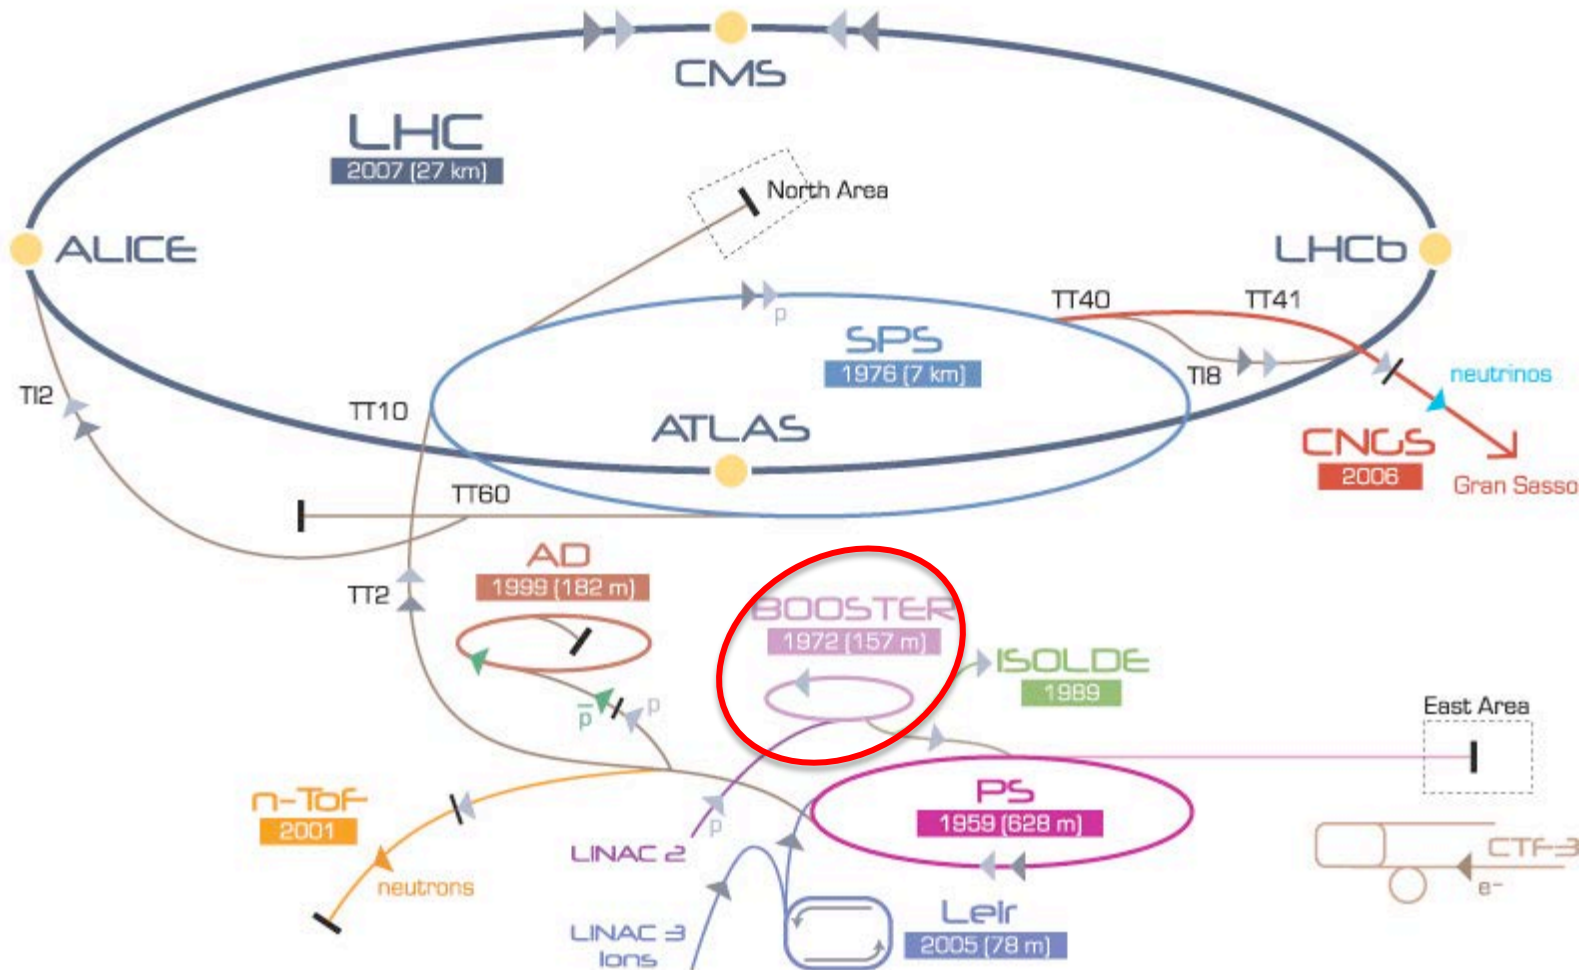 CMS
LHC
2007 (27 km)
North Area
ALICE
LHCb
p
TT40
TT41
SPS
1976 (7 km)
TI8
neutrinos
TI2
TT10
ATLAS
CNGS
2006
Gran Sasso
TT60
AD
1999 (182 m)
TT2
BOOSTER
1972 (157 m)
ISOLDE
1989
p̅
p
East Area
n-ToF
2001
PS
1959 (628 m)
p
LINAC 2
neutrons
CTF-3
e⁻
Leir
2005 (78 m)
LINAC 3
Ions